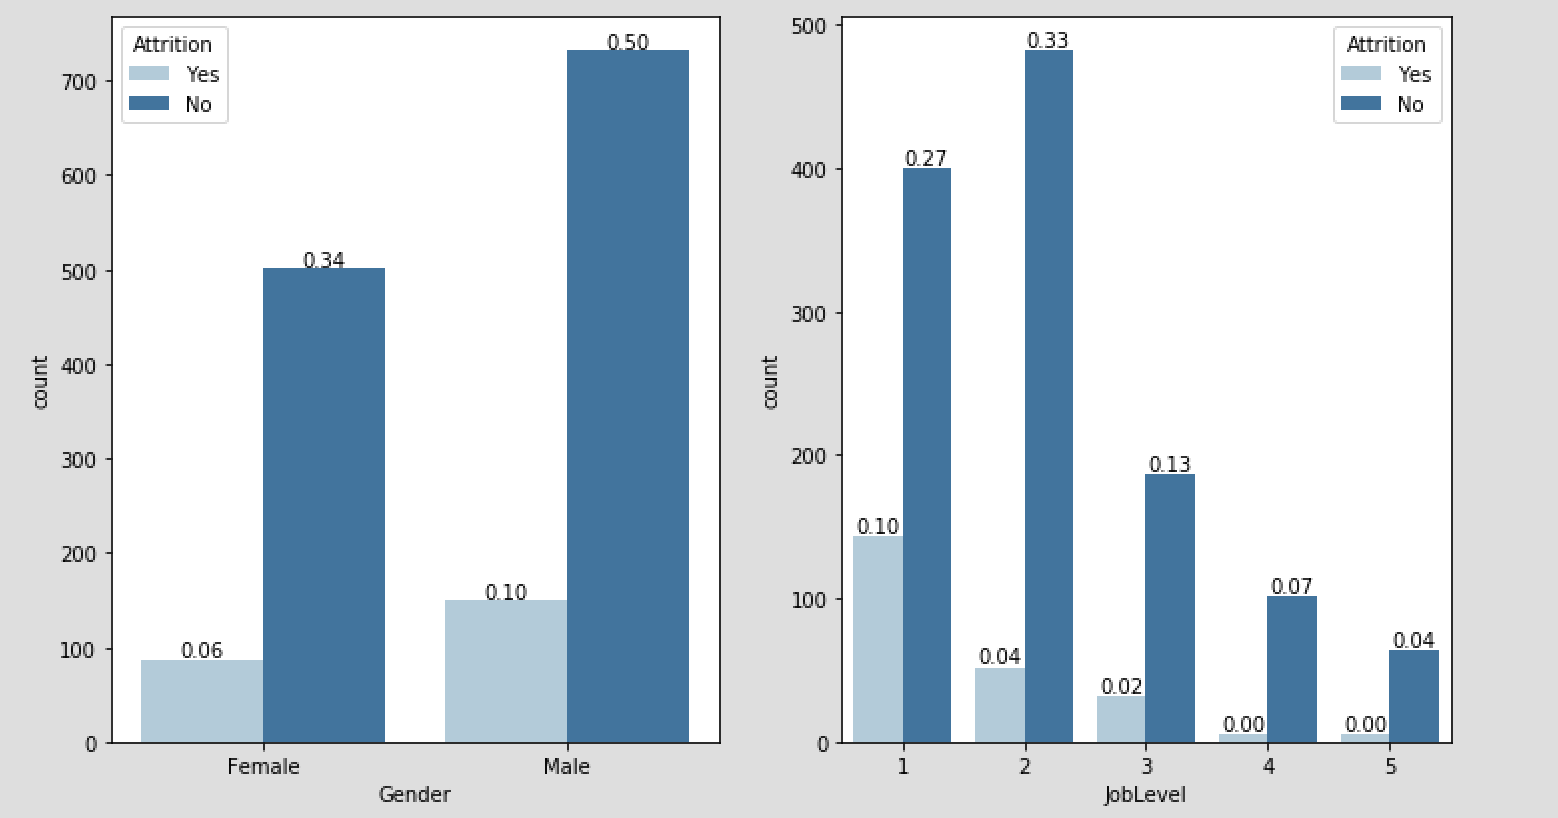 Attrition
Yes
No
0.06
0.34
0.10
0.50
700
600
500
400
300
200
100
0
count
Female
Male
Gender
Attrition
Yes
No
0.10
0.27
0.04
0.33
0.02
0.13
0.00
0.07
0.00
0.04
500
400
300
200
100
0
count
1
2
3
4
5
JobLevel